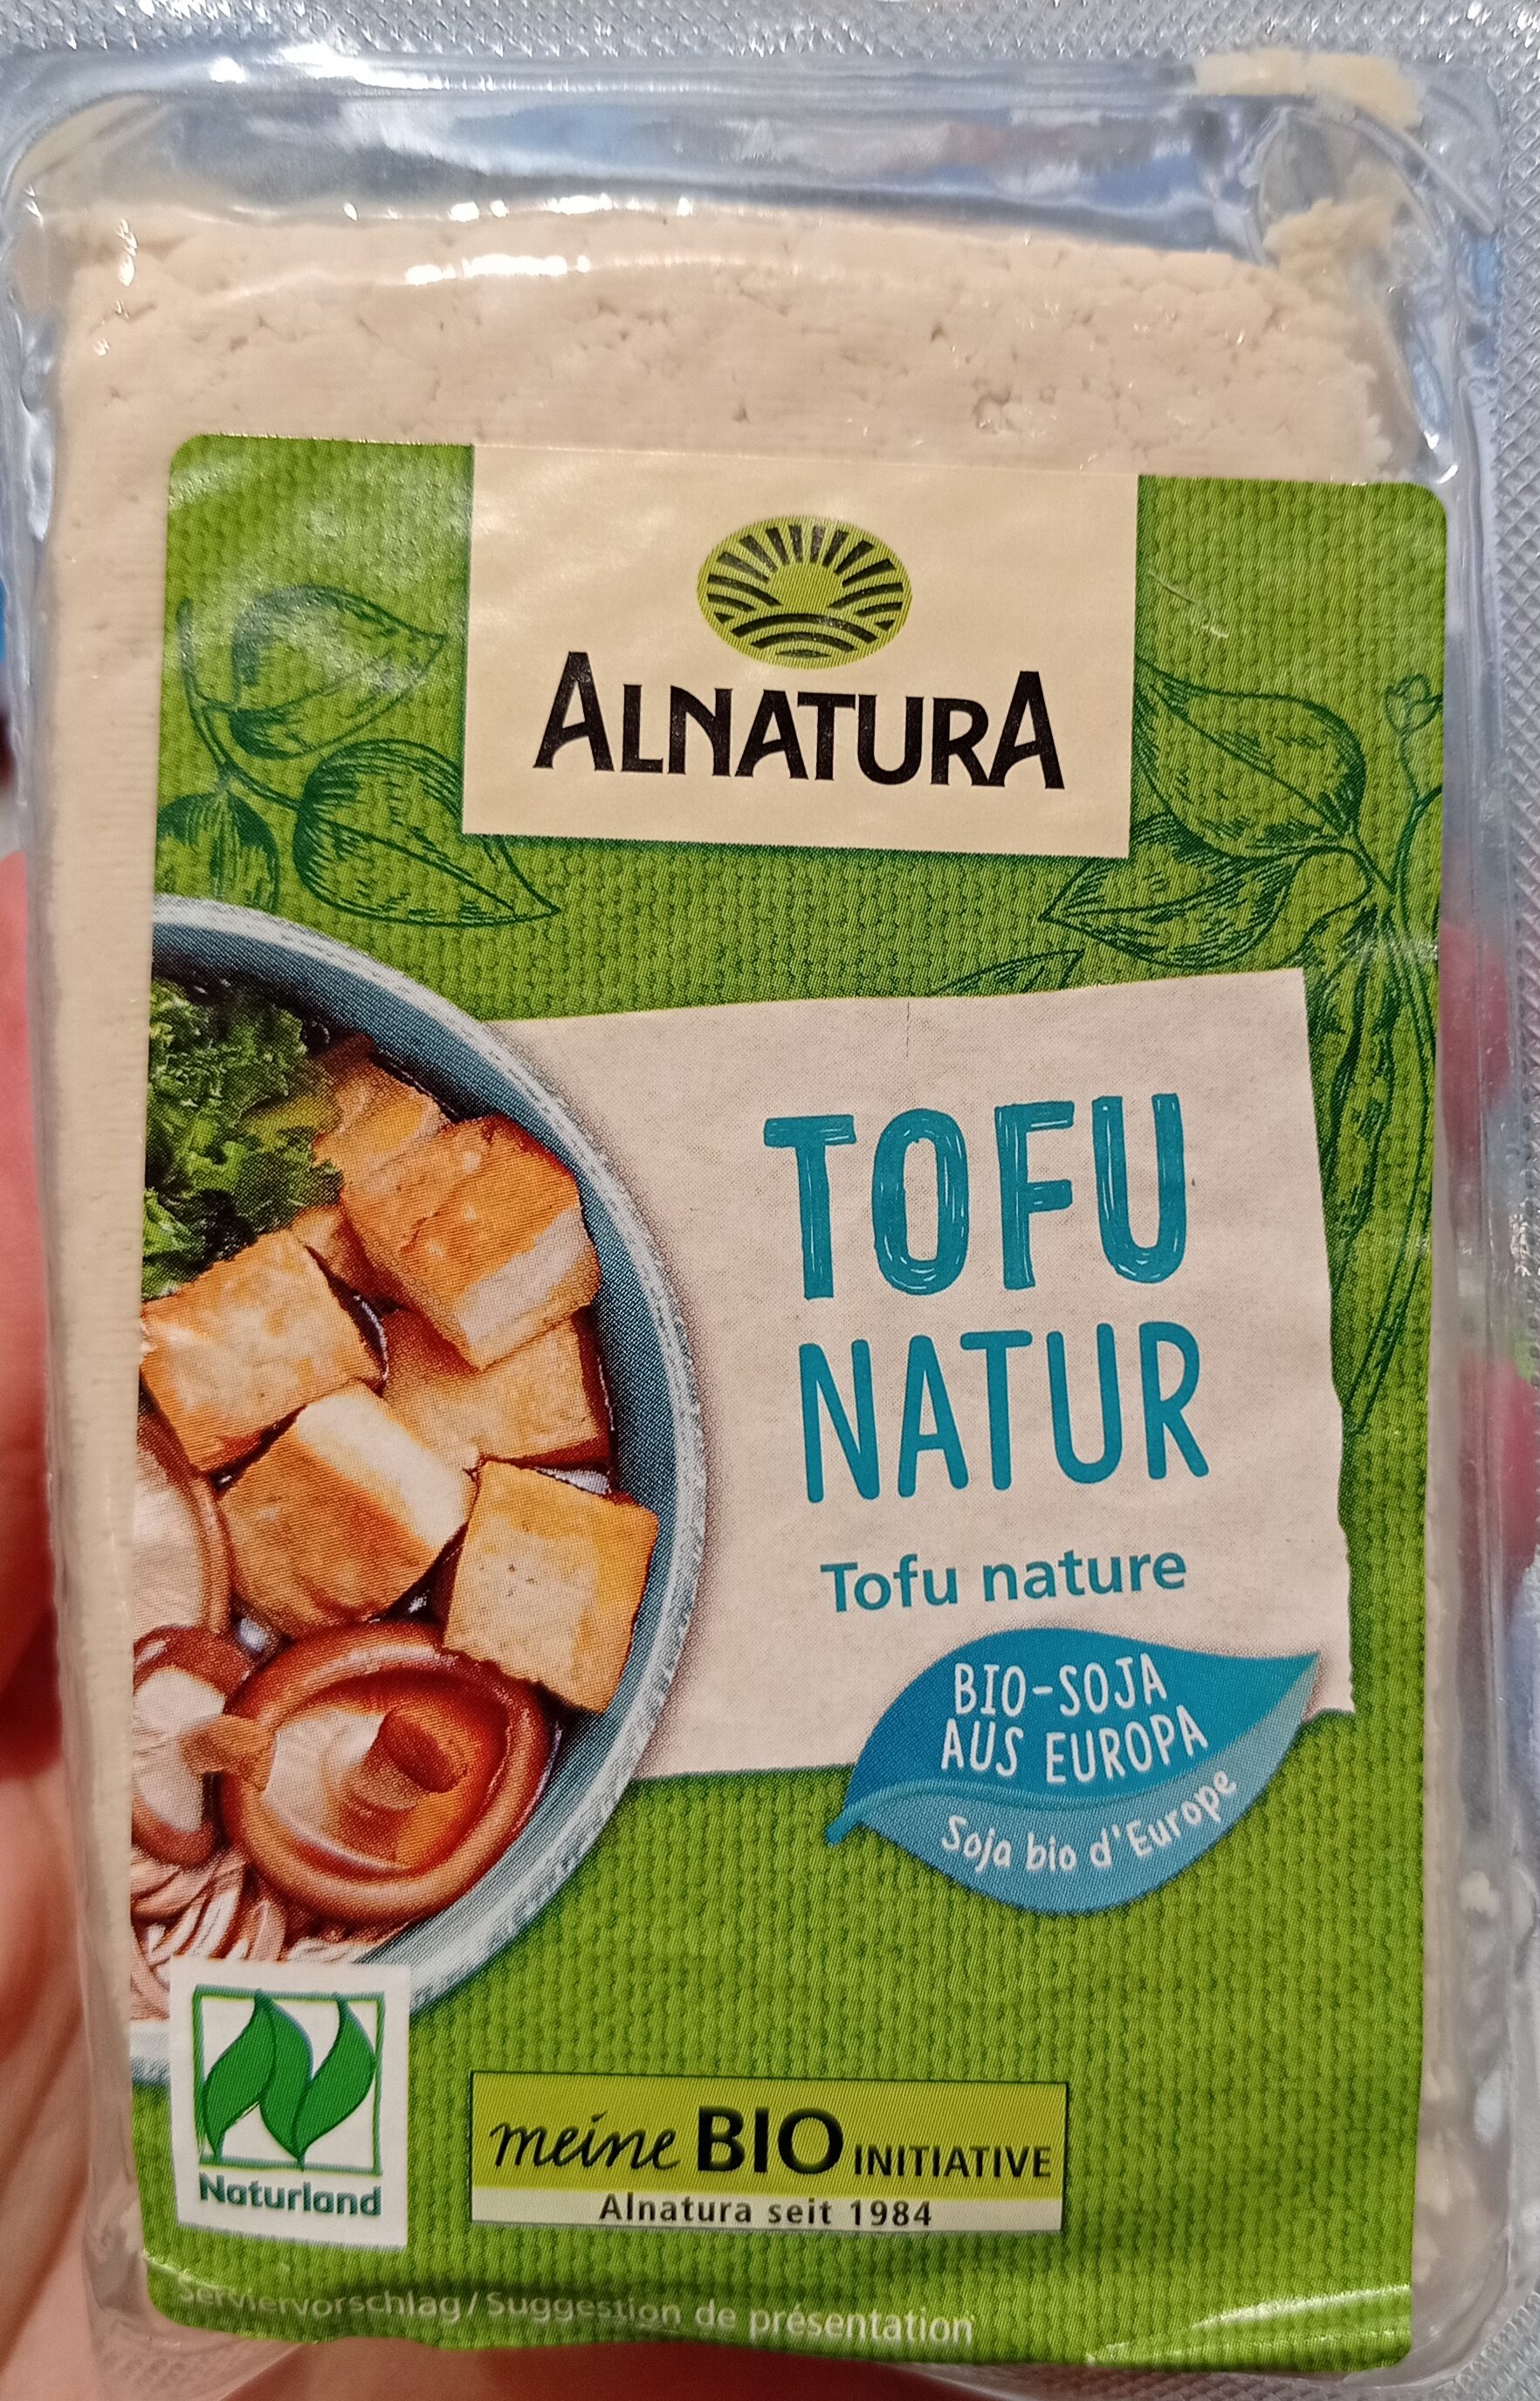 ALNATURA
TOFU
NATUR
Tofu nature
BIO-SOJA
AUS EUROPA
Soja bio d'Europe
Naturland
meine BIO INITIATIVE
Alnatura seit 1984
Serviervorschlag / Suggestion de présentation